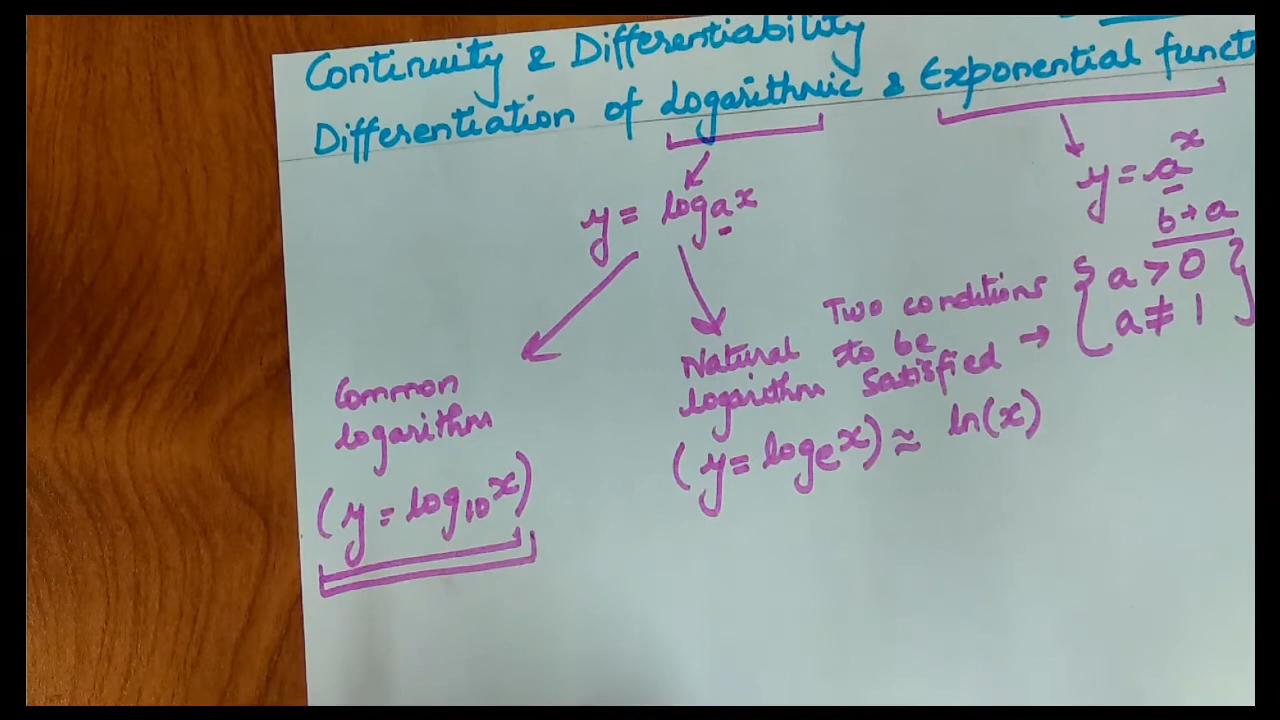 Continuity & Differentiability
Differentiation of Logarithmic & Exponential funct
y = logₐx
y = aˣ
b → a
a > 0
a ≠ 1
Two conditions
to be
satisfied →
Common
logarithm
(y = log₁₀x)
Natural
logarithm
(y = logₑx) ≈ ln(x)